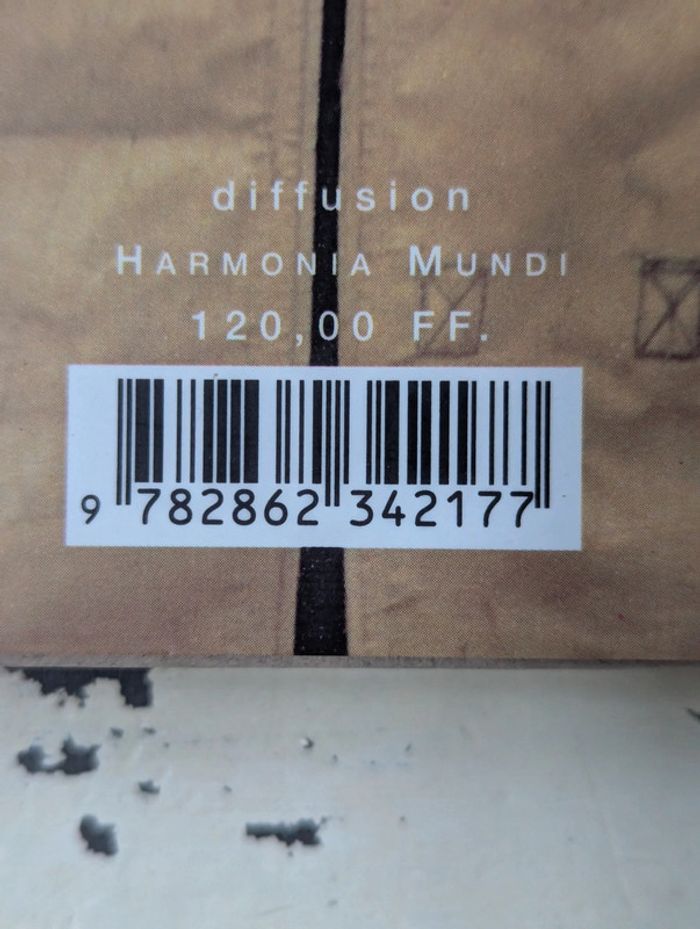 diffusion
HARMONIA MUNDI
120,00 FF.
9 782862 342177